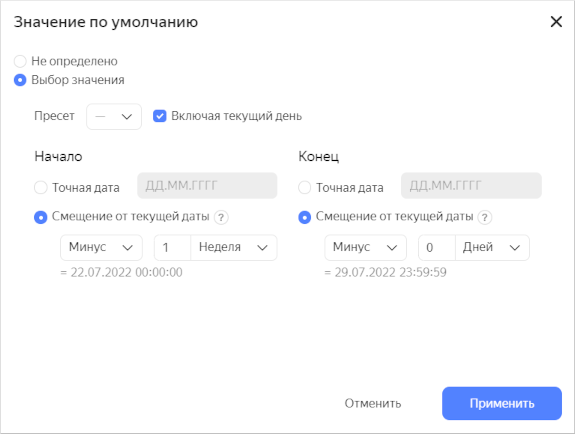 Значение по умолчанию
Не определено
Выбор значения
Пресет — Включая текущий день
Начало Конец
Точная дата ДД.ММ.ГГГГ Точная дата ДД.ММ.ГГГГ
Смещение от текущей даты ? Смещение от текущей даты ?
Минус 1 Неделя Минус 0 Дней
= 22.07.2022 00:00:00 = 29.07.2022 23:59:59
Отменить Применить